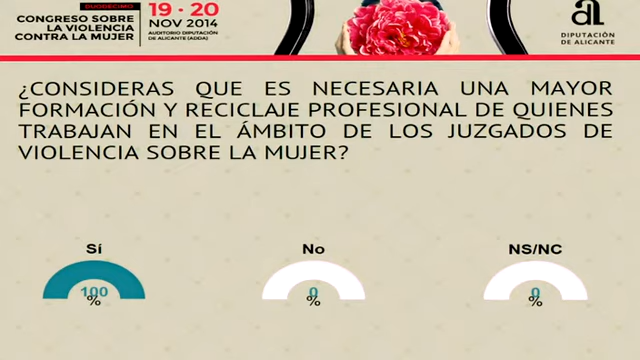 DUODÉCIMO
CONGRESO SOBRE
LA VIOLENCIA
CONTRA LA MUJER
19 · 20
NOV 2014
AUDITORIO DIPUTACIÓN
DE ALICANTE (ADDA)
DIPUTACIÓN
DE ALICANTE
¿CONSIDERAS QUE ES NECESARIA UNA MAYOR
FORMACIÓN Y RECICLAJE PROFESIONAL DE QUIENES
TRABAJAN EN EL ÁMBITO DE LOS JUZGADOS DE
VIOLENCIA SOBRE LA MUJER?
Sí
100
%
No
0
%
NS/NC
0
%